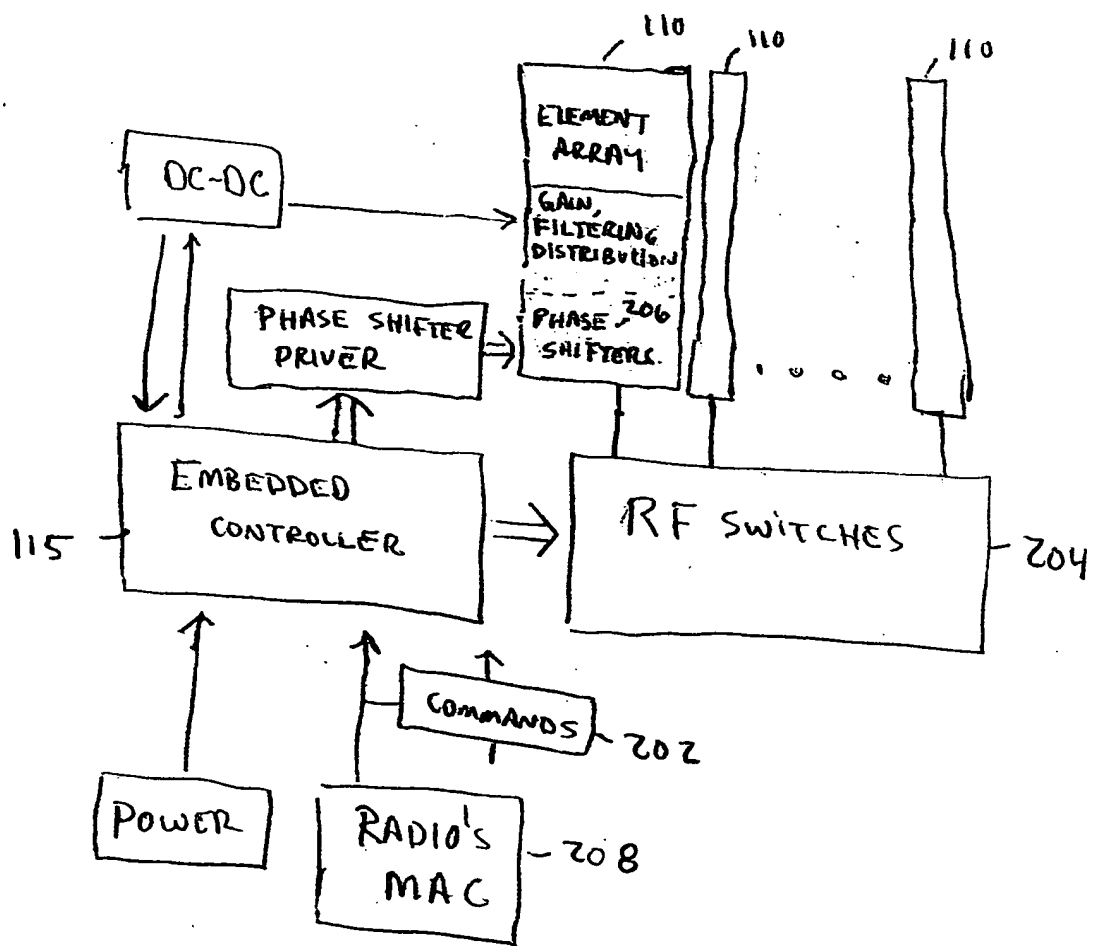 110
110
110
ELEMENT
ARRAY
DC-DC
GAIN,
FILTERING
DISTRIBUTION
PHASE SHIFTER
DRIVER
206
PHASE
SHIFTERS
EMBEDDED
CONTROLLER
115
RF SWITCHES
204
COMMANDS
202
POWER
RADIO'S
MAC
208